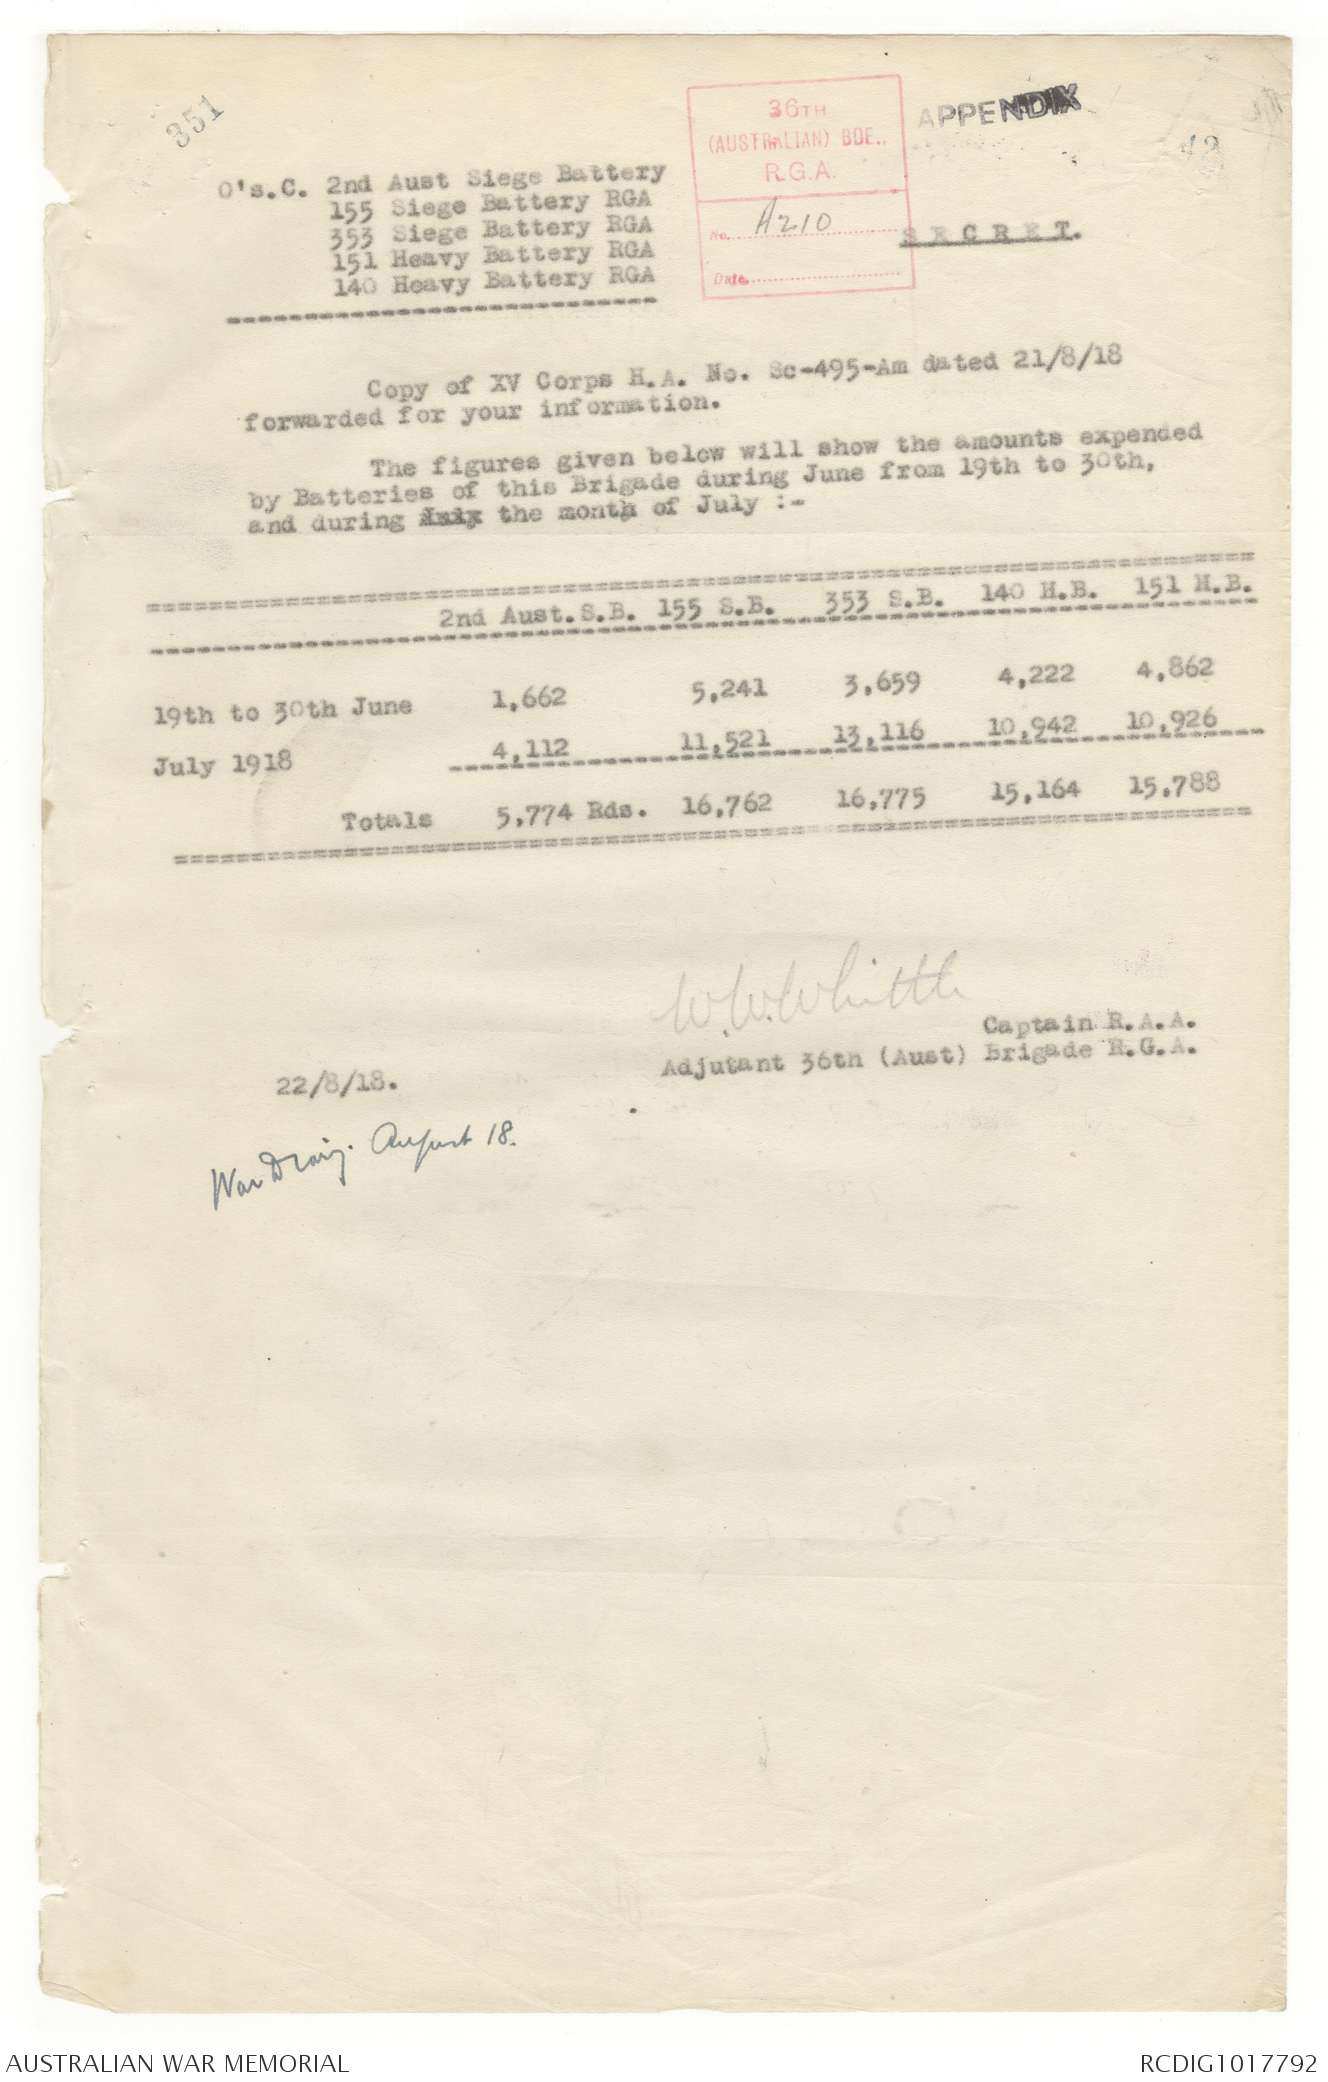 351
36TH
(AUSTRALIAN) BDE.,
R.G.A.
No. A210
Date
APPENDIX
43
SECRET.
O's.C. 2nd Aust Siege Battery
155 Siege Battery RGA
353 Siege Battery RGA
151 Heavy Battery RGA
140 Heavy Battery RGA
Copy of XV Corps H.A. No. Sc-495-Am dated 21/8/18
forwarded for your information.
The figures given below will show the amounts expended
by Batteries of this Brigade during June from 19th to 30th,
and during July the month of July :-
2nd Aust.S.B. 155 S.B. 353 S.B. 140 H.B. 151 H.B.
19th to 30th June 1,662 5,241 3,659 4,222 4,862
July 1918 4,112 11,521 13,116 10,942 10,926
Totals 5,774 Rds. 16,762 16,775 15,164 15,788
W.W.Whittle
Captain R.A.A.
Adjutant 36th (Aust) Brigade R.G.A.
22/8/18.
War Diary. August 18.
AUSTRALIAN WAR MEMORIAL
RCDIG1017792